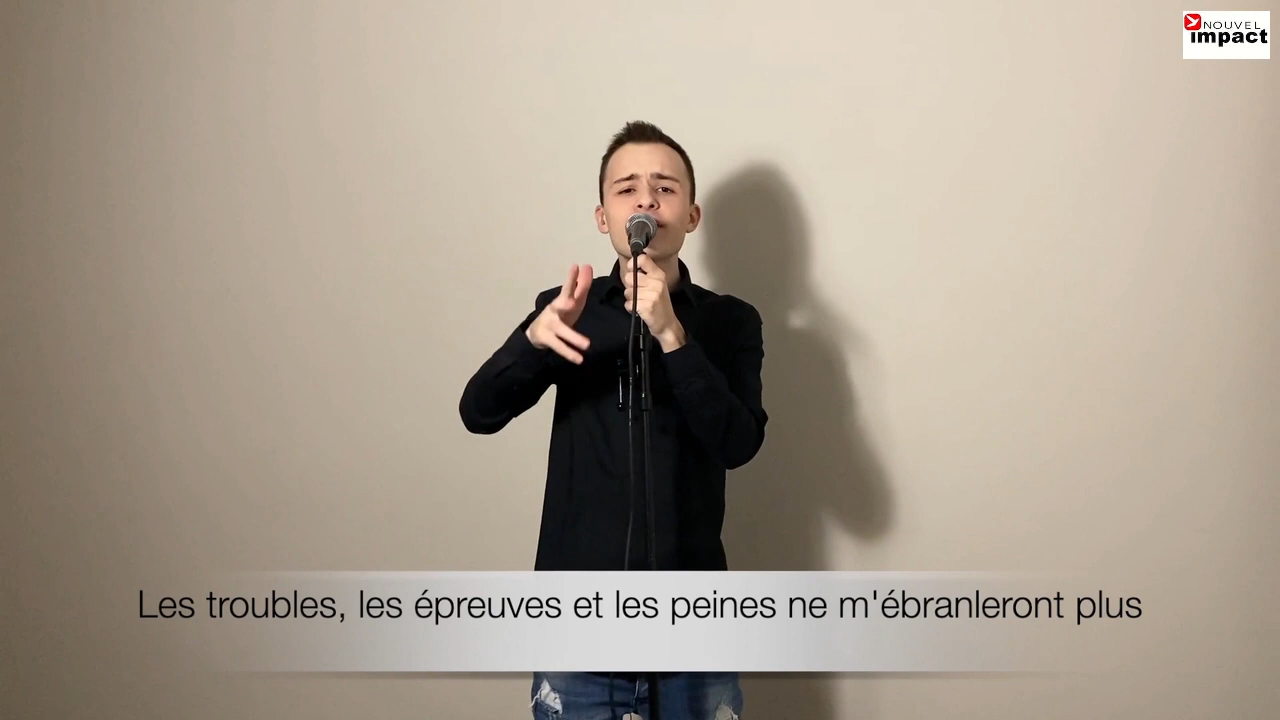 NOUVEL
impact
Les troubles, les épreuves et les peines ne m'ébranleront plus